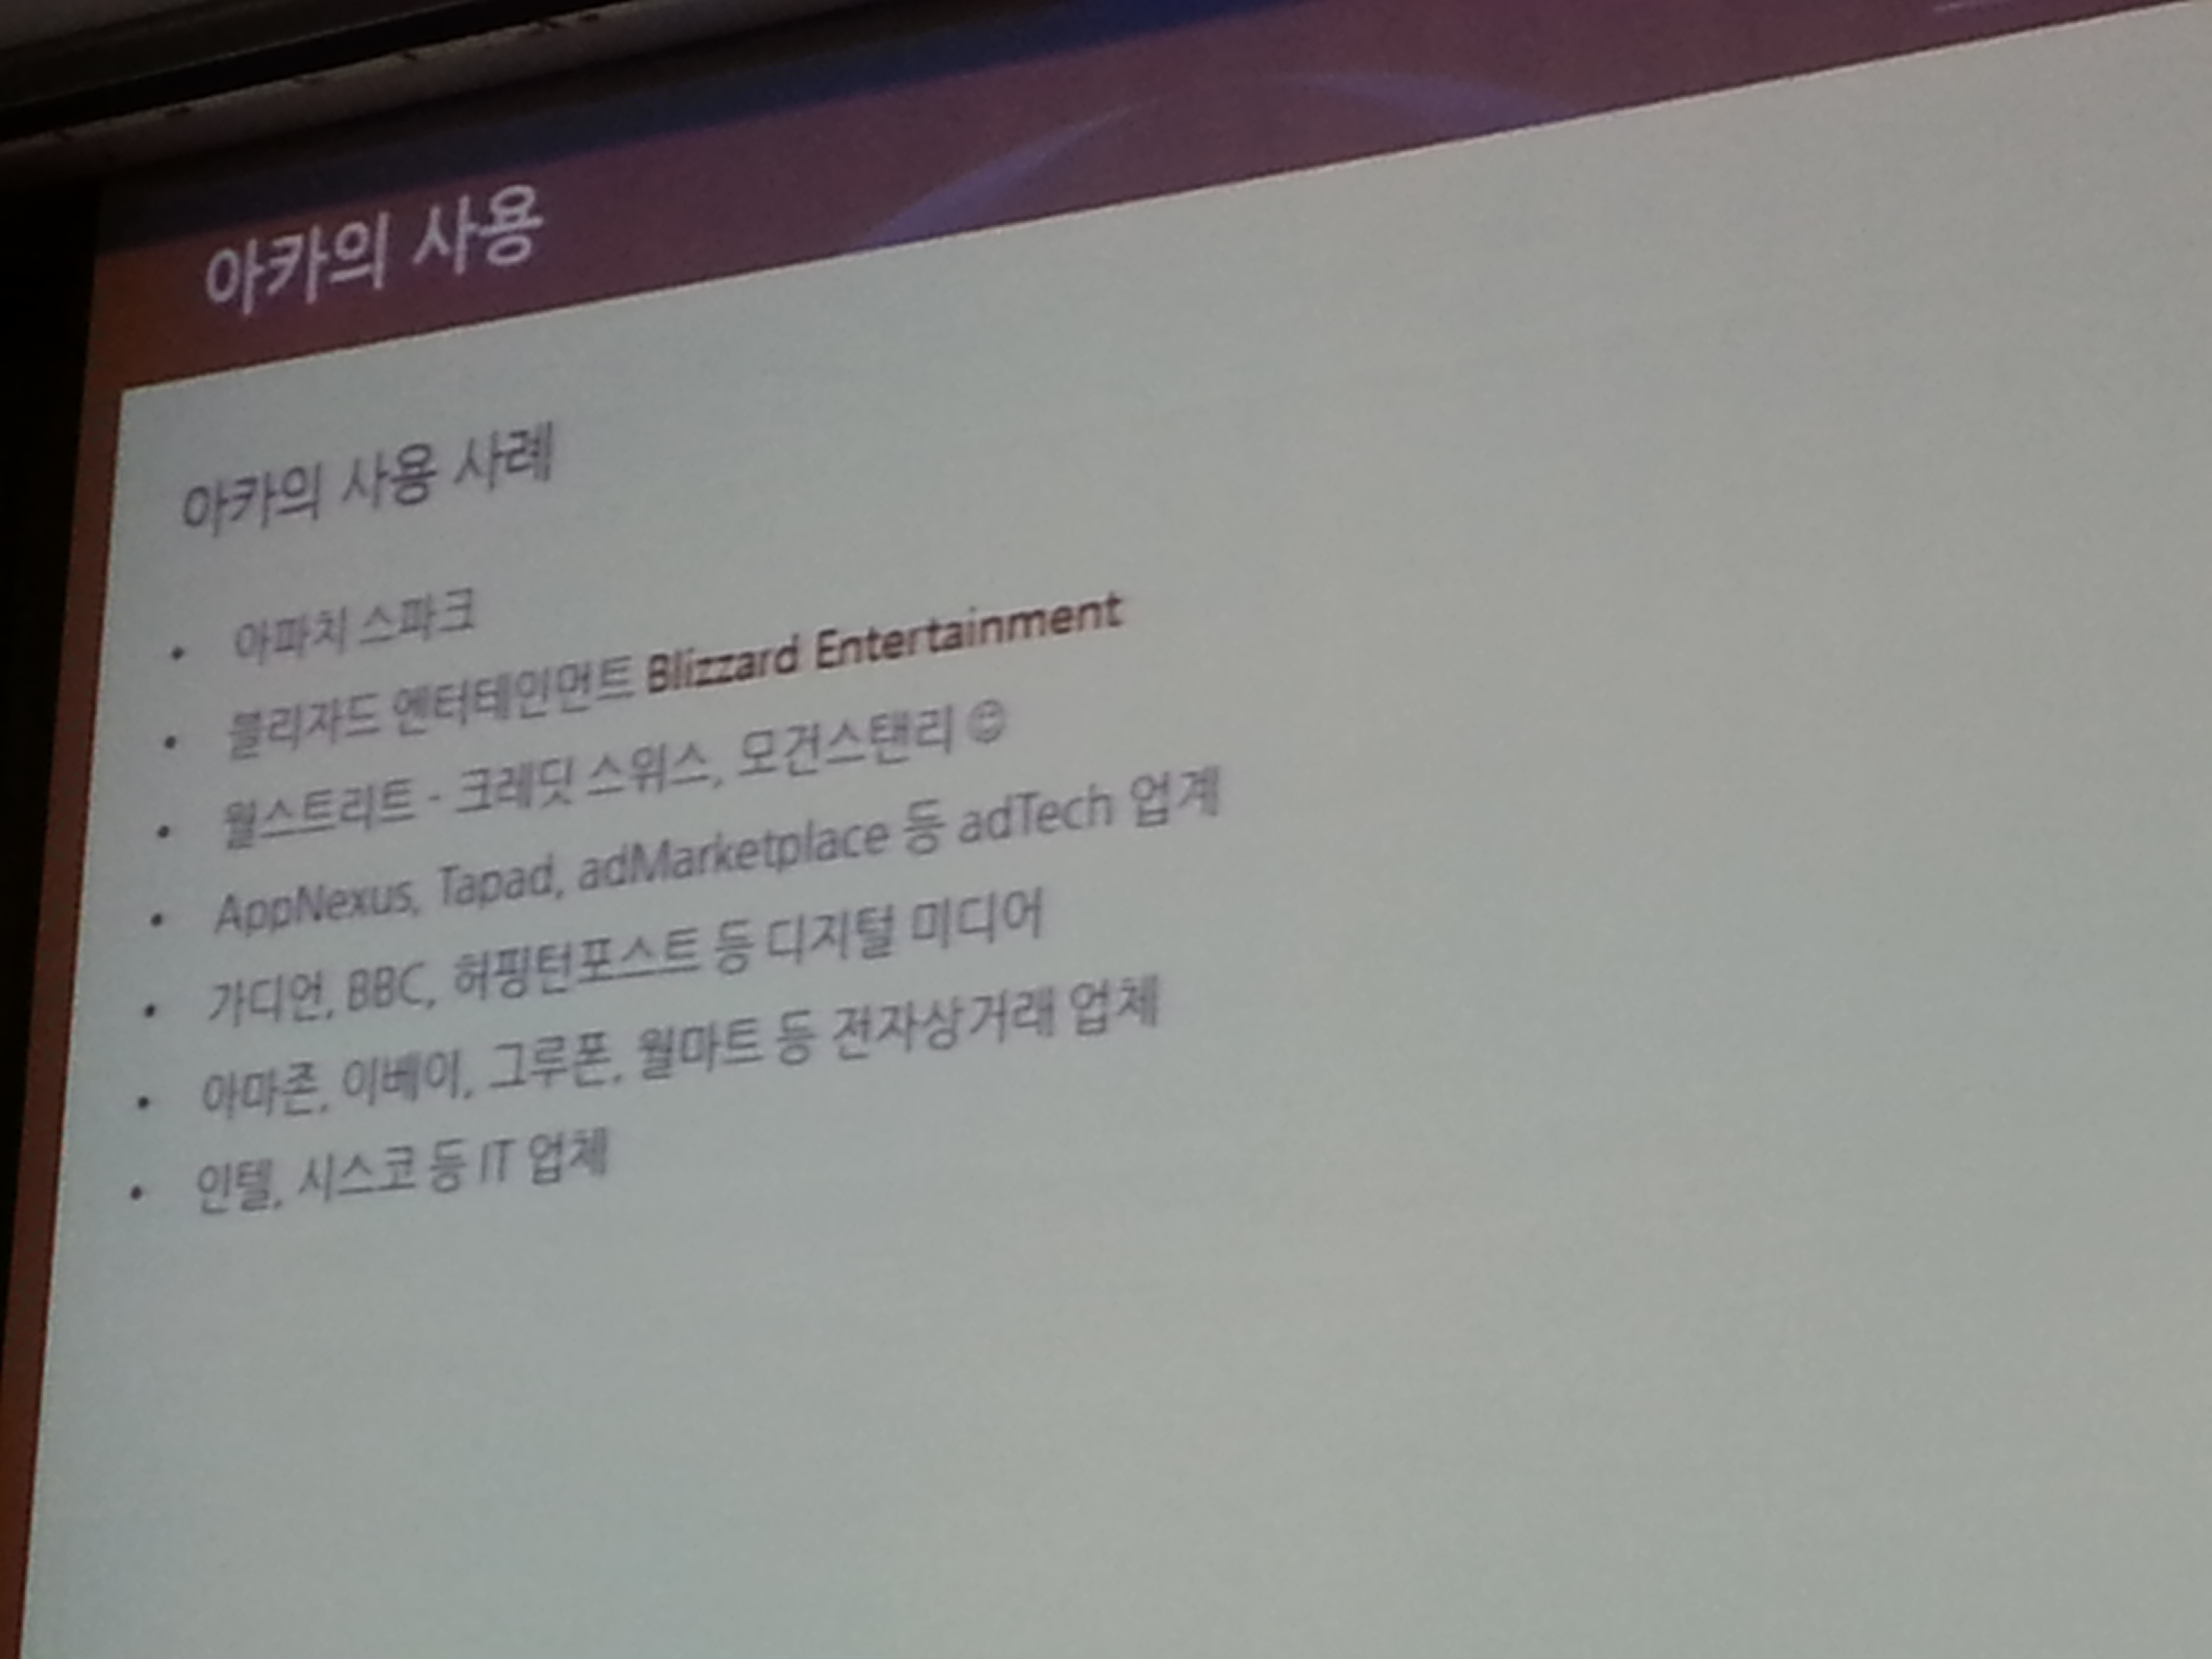 아카의 사용
아카의 사용 사례
• 아파치 스파크
• 블리자드 엔터테인먼트 Blizzard Entertainment
• 월스트리트 - 크레딧 스위스, 모건스탠리 ☺
• AppNexus, Tapad, adMarketplace 등 adTech 업계
• 가디언, BBC, 허핑턴포스트 등 디지털 미디어
• 아마존, 이베이, 그루폰, 월마트 등 전자상거래 업체
• 인텔, 시스코 등 IT 업체